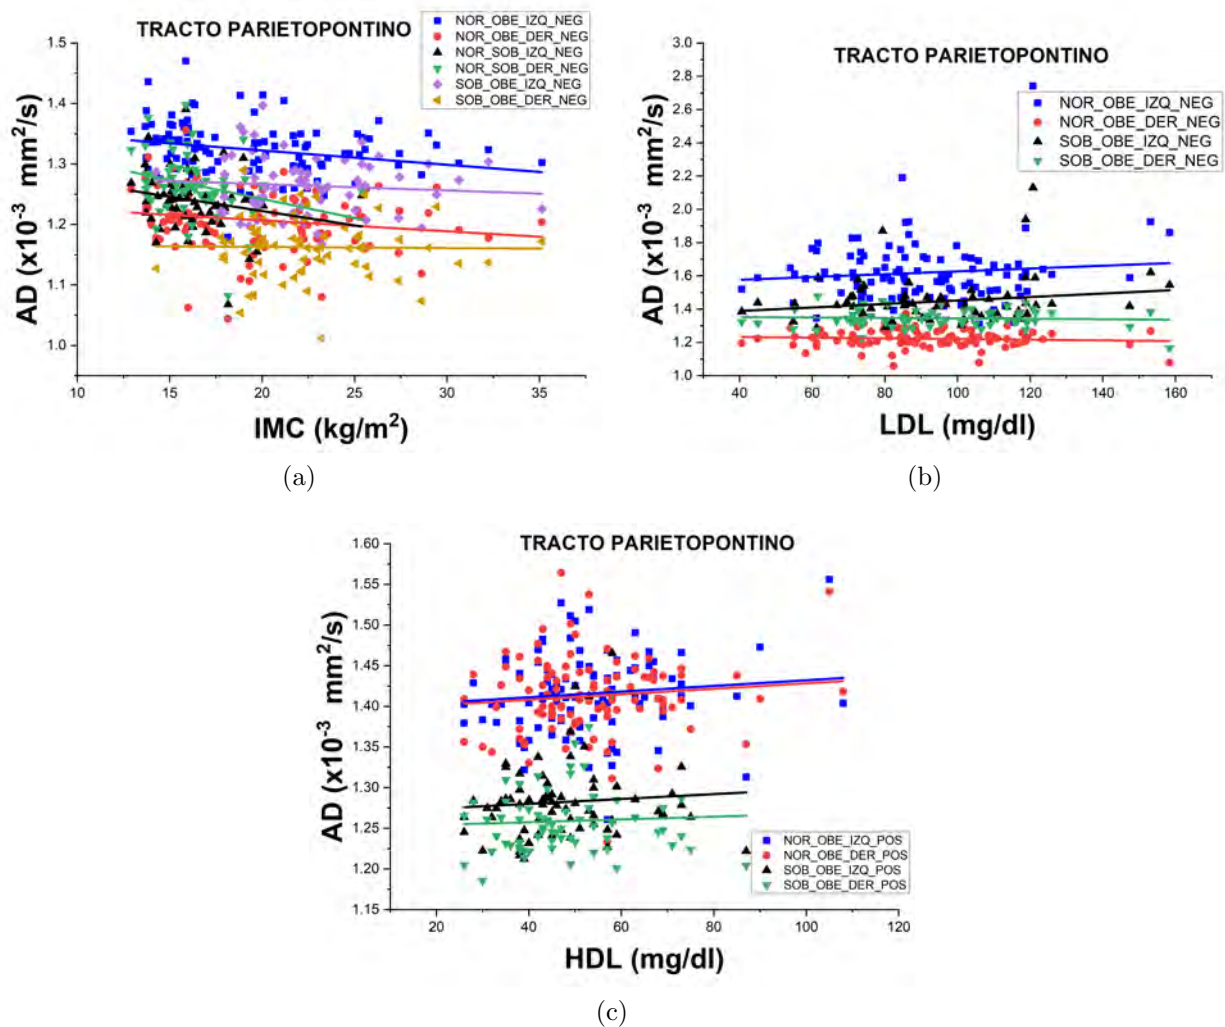 TRACTO PARIETOPONTINO
NOR_OBE_IZQ_NEG
NOR_OBE_DER_NEG
NOR_SOB_IZQ_NEG
NOR_SOB_DER_NEG
SOB_OBE_IZQ_NEG
SOB_OBE_DER_NEG
AD (x10⁻³ mm²/s)
1.5
1.4
1.3
1.2
1.1
1.0
10 15 20 25 30 35
IMC (kg/m²)
(a)
TRACTO PARIETOPONTINO
NOR_OBE_IZQ_NEG
NOR_OBE_DER_NEG
SOB_OBE_IZQ_NEG
SOB_OBE_DER_NEG
AD (x10⁻³ mm²/s)
3.0
2.8
2.6
2.4
2.2
2.0
1.8
1.6
1.4
1.2
1.0
40 60 80 100 120 140 160
LDL (mg/dl)
(b)
TRACTO PARIETOPONTINO
AD (x10⁻³ mm²/s)
1.60
1.55
1.50
1.45
1.40
1.35
1.30
1.25
1.20
1.15
NOR_OBE_IZQ_POS
NOR_OBE_DER_POS
SOB_OBE_IZQ_POS
SOB_OBE_DER_POS
20 40 60 80 100 120
HDL (mg/dl)
(c)